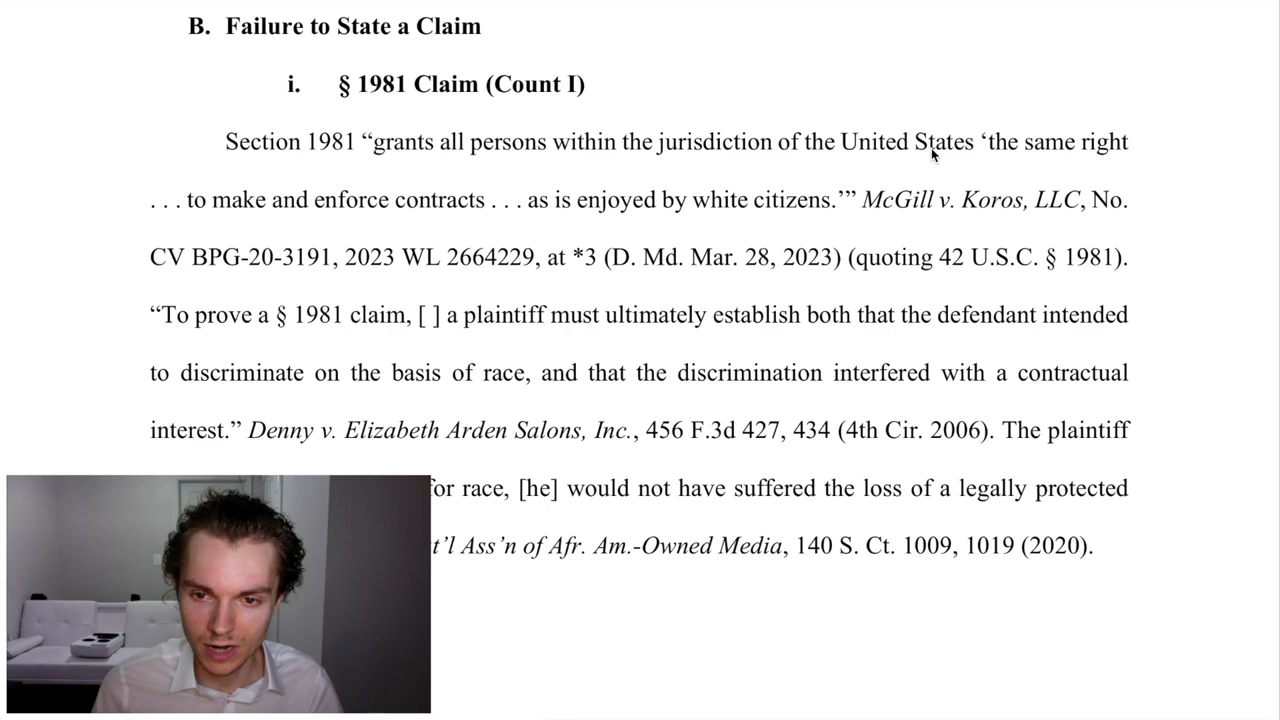 B. Failure to State a Claim
i. § 1981 Claim (Count I)
Section 1981 “grants all persons within the jurisdiction of the United States ‘the same right
. . . to make and enforce contracts . . . as is enjoyed by white citizens.’” McGill v. Koros, LLC, No.
CV BPG-20-3191, 2023 WL 2664229, at *3 (D. Md. Mar. 28, 2023) (quoting 42 U.S.C. § 1981).
“To prove a § 1981 claim, [ ] a plaintiff must ultimately establish both that the defendant intended
to discriminate on the basis of race, and that the discrimination interfered with a contractual
interest.” Denny v. Elizabeth Arden Salons, Inc., 456 F.3d 427, 434 (4th Cir. 2006). The plaintiff
for race, [he] would not have suffered the loss of a legally protected
t’l Ass’n of Afr. Am.-Owned Media, 140 S. Ct. 1009, 1019 (2020).